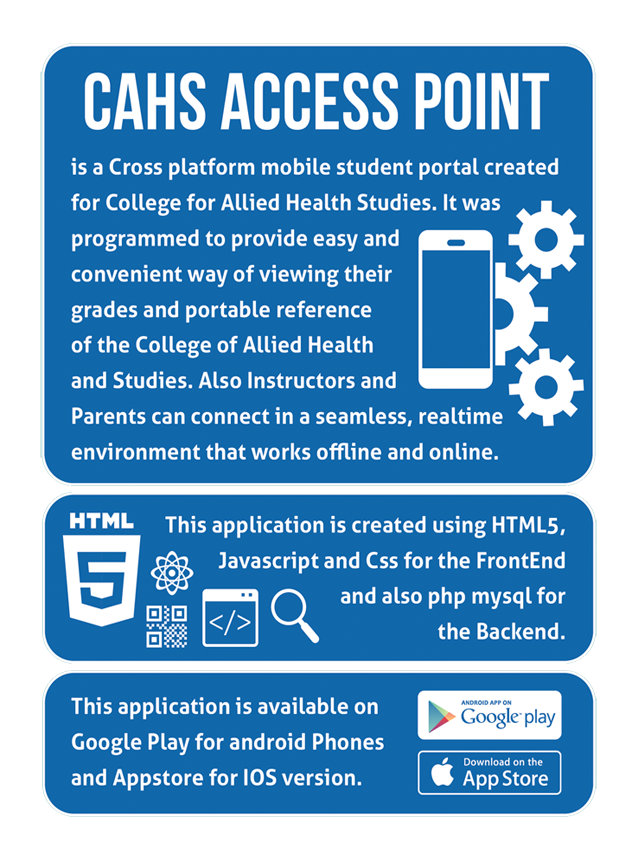 CAHS ACCESS POINT
is a Cross platform mobile student portal created
for College for Allied Health Studies. It was
programmed to provide easy and
convenient way of viewing their
grades and portable reference
of the College of Allied Health
and Studies. Also Instructors and
Parents can connect in a seamless, realtime
environment that works offline and online.
HTML
5
This application is created using HTML5,
Javascript and Css for the FrontEnd
and also php mysql for
the Backend.
</>
This application is available on
Google Play for android Phones
and Appstore for IOS version.
ANDROID APP ON
Google play
Download on the
App Store